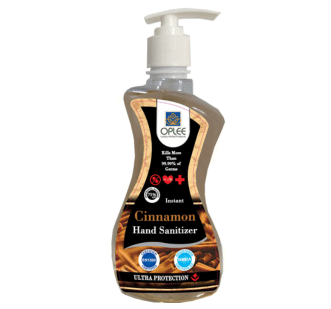 OPLEE
Kills More
Than
99.99% of
Germs
Instant
Cinnamon
Hand Sanitizer
ULTRA PROTECTION